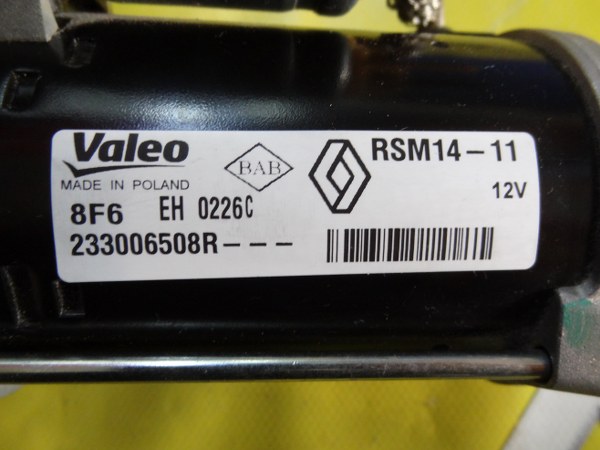 Valeo
MADE IN POLAND
BAB
RSM14-11
12V
8F6 EH 0226C
233006508R---